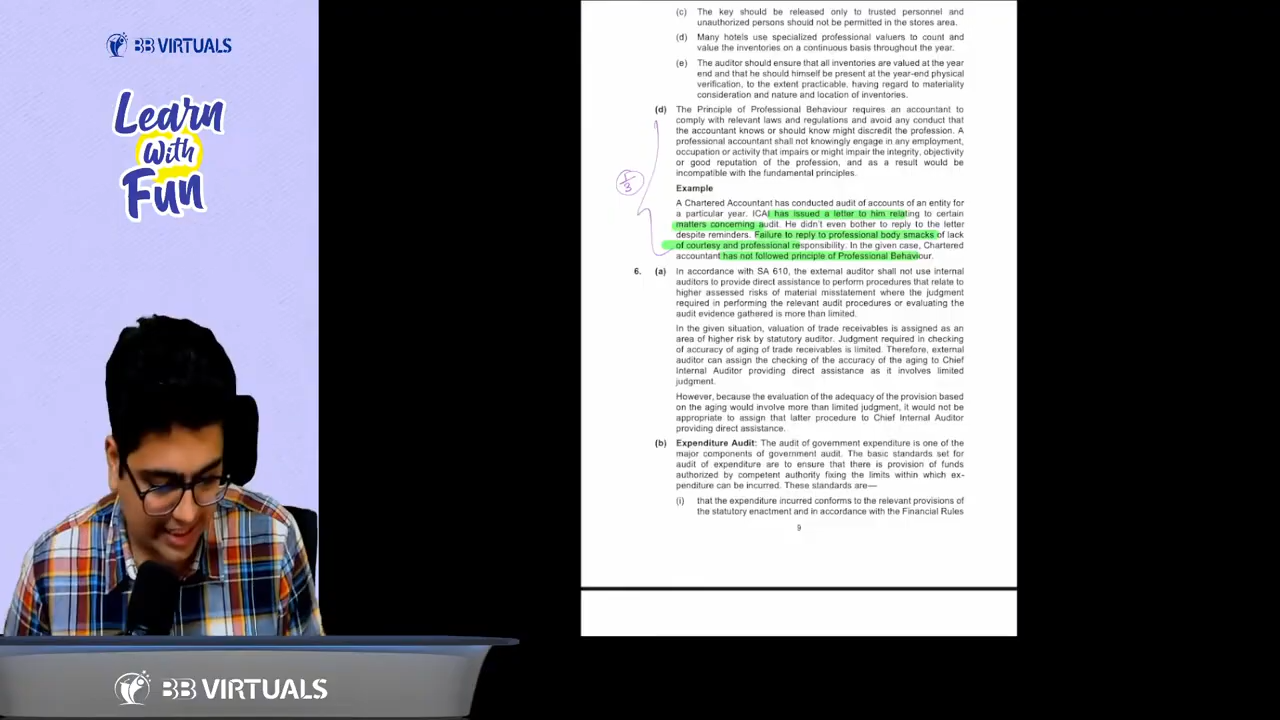 BB VIRTUALS
Learn
With
Fun
BB VIRTUALS
(c) The key should be released only to trusted personnel and
unauthorized persons should not be permitted in the stores area.
(d) Many hotels use specialized professional valuers to count and
value the inventories on a continuous basis throughout the year.
(e) The auditor should ensure that all inventories are valued at the year
end and that he should himself be present at the year-end physical
verification, to the extent practicable, having regard to materiality
consideration and nature and location of inventories.
(d) The Principle of Professional Behaviour requires an accountant to
comply with relevant laws and regulations and avoid any conduct that
the accountant knows or should know might discredit the profession. A
professional accountant shall not knowingly engage in any employment,
occupation or activity that impairs or might impair the integrity, objectivity
or good reputation of the profession, and as a result would be
incompatible with the fundamental principles.
Example
A Chartered Accountant has conducted audit of accounts of an entity for
a particular year. ICAI has issued a letter to him relating to certain
matters concerning audit. He didn't even bother to reply to the letter
despite reminders. Failure to reply to professional body smacks of lack
of courtesy and professional responsibility. In the given case, Chartered
accountant has not followed principle of Professional Behaviour.
6. (a) In accordance with SA 610, the external auditor shall not use internal
auditors to provide direct assistance to perform procedures that relate to
higher assessed risks of material misstatement where the judgment
required in performing the relevant audit procedures or evaluating the
audit evidence gathered is more than limited.
In the given situation, valuation of trade receivables is assigned as an
area of higher risk by statutory auditor. Judgment required in checking
of accuracy of aging of trade receivables is limited. Therefore, external
auditor can assign the checking of the accuracy of the aging to Chief
Internal Auditor providing direct assistance as it involves limited
judgment.
However, because the evaluation of the adequacy of the provision based
on the aging would involve more than limited judgment, it would not be
appropriate to assign that latter procedure to Chief Internal Auditor
providing direct assistance.
(b) Expenditure Audit: The audit of government expenditure is one of the
major components of government audit. The basic standards set for
audit of expenditure are to ensure that there is provision of funds
authorized by competent authority fixing the limits within which ex-
penditure can be incurred. These standards are—
(i) that the expenditure incurred conforms to the relevant provisions of
the statutory enactment and in accordance with the Financial Rules
9